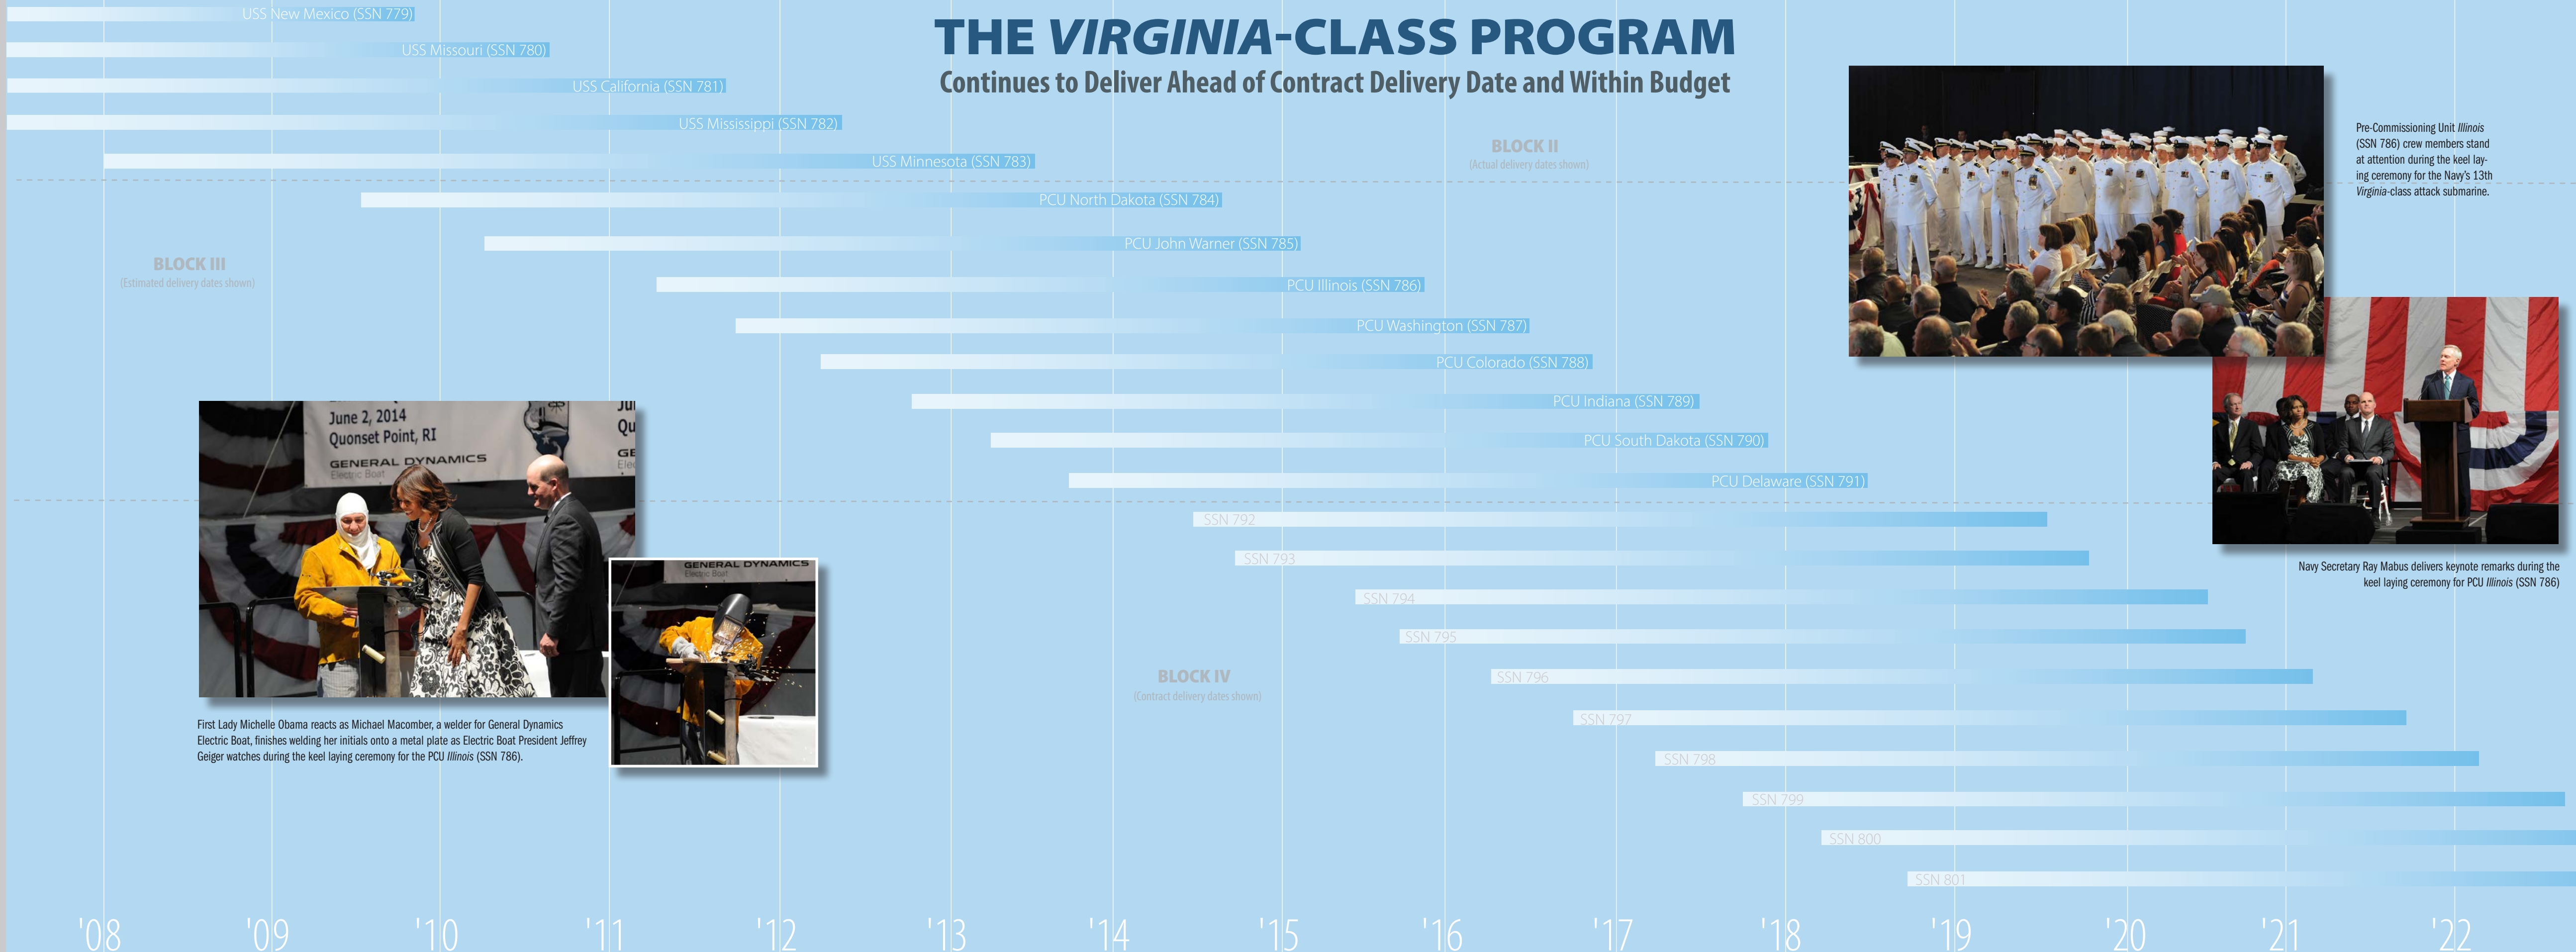 THE VIRGINIA-CLASS PROGRAM
Continues to Deliver Ahead of Contract Delivery Date and Within Budget
USS New Mexico (SSN 779)
USS Missouri (SSN 780)
USS California (SSN 781)
USS Mississippi (SSN 782)
USS Minnesota (SSN 783)
BLOCK II
(Actual delivery dates shown)
Pre-Commissioning Unit Illinois
(SSN 786) crew members stand
at attention during the keel lay-
ing ceremony for the Navy's 13th
Virginia-class attack submarine.
PCU North Dakota (SSN 784)
PCU John Warner (SSN 785)
BLOCK III
(Estimated delivery dates shown)
PCU Illinois (SSN 786)
PCU Washington (SSN 787)
PCU Colorado (SSN 788)
PCU Indiana (SSN 789)
PCU South Dakota (SSN 790)
PCU Delaware (SSN 791)
June 2, 2014
Quonset Point, RI
GENERAL DYNAMICS
Electric Boat
Ju
Qu
GE
Elec
GENERAL DYNAMICS
Electric Boat
First Lady Michelle Obama reacts as Michael Macomber, a welder for General Dynamics
Electric Boat, finishes welding her initials onto a metal plate as Electric Boat President Jeffrey
Geiger watches during the keel laying ceremony for the PCU Illinois (SSN 786).
Navy Secretary Ray Mabus delivers keynote remarks during the
keel laying ceremony for PCU Illinois (SSN 786)
SSN 792
SSN 793
SSN 794
SSN 795
SSN 796
BLOCK IV
(Contract delivery dates shown)
SSN 797
SSN 798
SSN 799
SSN 800
SSN 801
'08 '09 '10 '11 '12 '13 '14 '15 '16 '17 '18 '19 '20 '21 '22